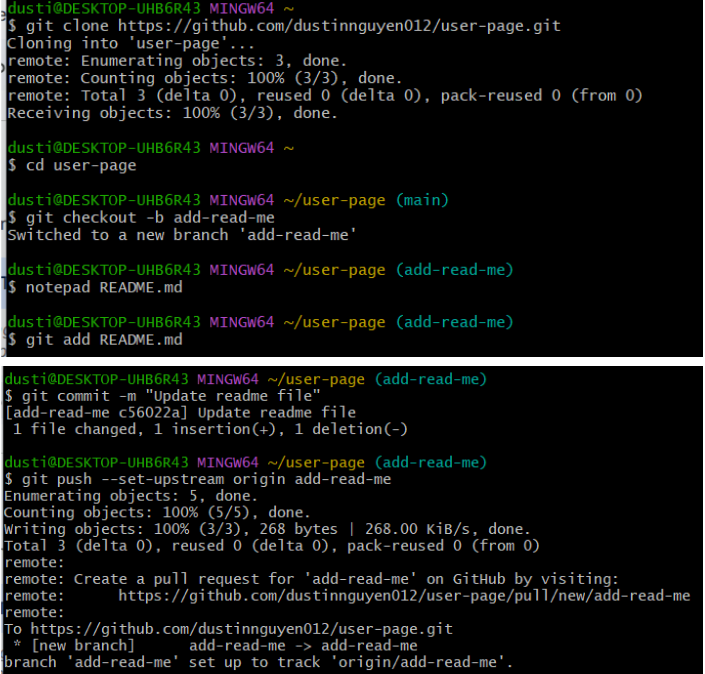 dusti@DESKTOP-UHB6R43 MINGW64 ~
$ git clone https://github.com/dustinnguyen012/user-page.git
Cloning into 'user-page'...
remote: Enumerating objects: 3, done.
remote: Counting objects: 100% (3/3), done.
remote: Total 3 (delta 0), reused 0 (delta 0), pack-reused 0 (from 0)
Receiving objects: 100% (3/3), done.
dusti@DESKTOP-UHB6R43 MINGW64 ~
$ cd user-page
dusti@DESKTOP-UHB6R43 MINGW64 ~/user-page (main)
$ git checkout -b add-read-me
Switched to a new branch 'add-read-me'
dusti@DESKTOP-UHB6R43 MINGW64 ~/user-page (add-read-me)
$ notepad README.md
dusti@DESKTOP-UHB6R43 MINGW64 ~/user-page (add-read-me)
$ git add README.md
dusti@DESKTOP-UHB6R43 MINGW64 ~/user-page (add-read-me)
$ git commit -m "Update readme file"
[add-read-me c56022a] Update readme file
1 file changed, 1 insertion(+), 1 deletion(-)
dusti@DESKTOP-UHB6R43 MINGW64 ~/user-page (add-read-me)
$ git push --set-upstream origin add-read-me
Enumerating objects: 5, done.
Counting objects: 100% (5/5), done.
Writing objects: 100% (3/3), 268 bytes | 268.00 KiB/s, done.
Total 3 (delta 0), reused 0 (delta 0), pack-reused 0 (from 0)
remote:
remote: Create a pull request for 'add-read-me' on GitHub by visiting:
remote:      https://github.com/dustinnguyen012/user-page/pull/new/add-read-me
remote:
To https://github.com/dustinnguyen012/user-page.git
* [new branch]      add-read-me -> add-read-me
branch 'add-read-me' set up to track 'origin/add-read-me'.